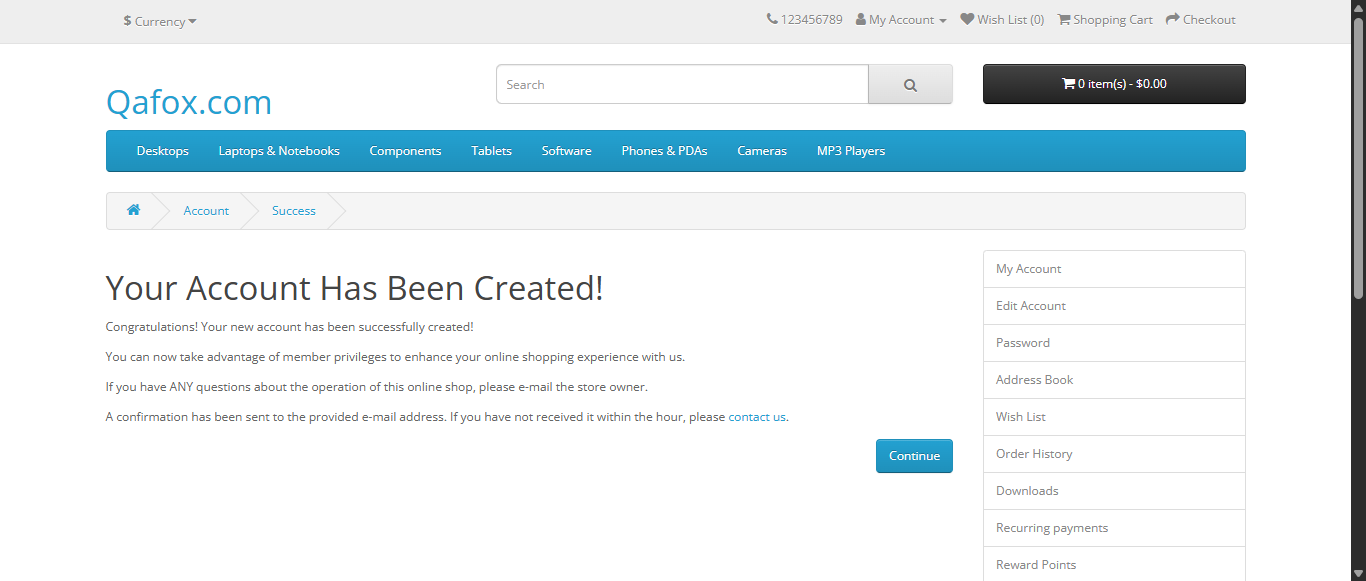 $ Currency
123456789 My Account Wish List (0) Shopping Cart Checkout
Qafox.com
Search
0 item(s) - $0.00
Desktops Laptops & Notebooks Components Tablets Software Phones & PDAs Cameras MP3 Players
Account Success
Your Account Has Been Created!
Congratulations! Your new account has been successfully created!
You can now take advantage of member privileges to enhance your online shopping experience with us.
If you have ANY questions about the operation of this online shop, please e-mail the store owner.
A confirmation has been sent to the provided e-mail address. If you have not received it within the hour, please contact us.
Continue
My Account
Edit Account
Password
Address Book
Wish List
Order History
Downloads
Recurring payments
Reward Points